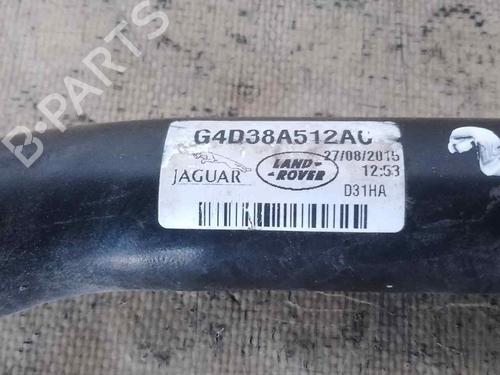 G4D38A512AC
27/08/2015
JAGUAR
LAND-
-ROVER
12:53
D31HA
B-PARTS